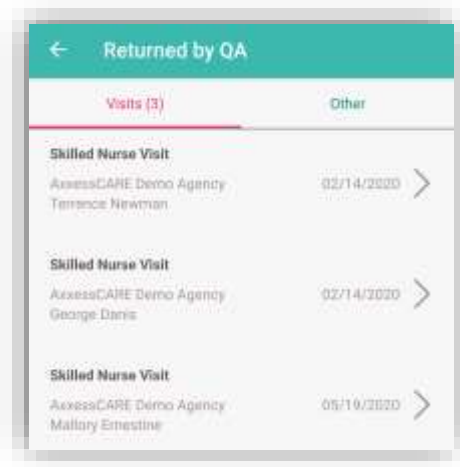 Returned by QA
Visits (3) Other
Skilled Nurse Visit
AxxessCARE Demo Agency 02/14/2020
Terrence Newman
Skilled Nurse Visit
AxxessCARE Demo Agency 02/14/2020
George Danis
Skilled Nurse Visit
AxxessCARE Demo Agency 05/19/2020
Mallory Ernestine